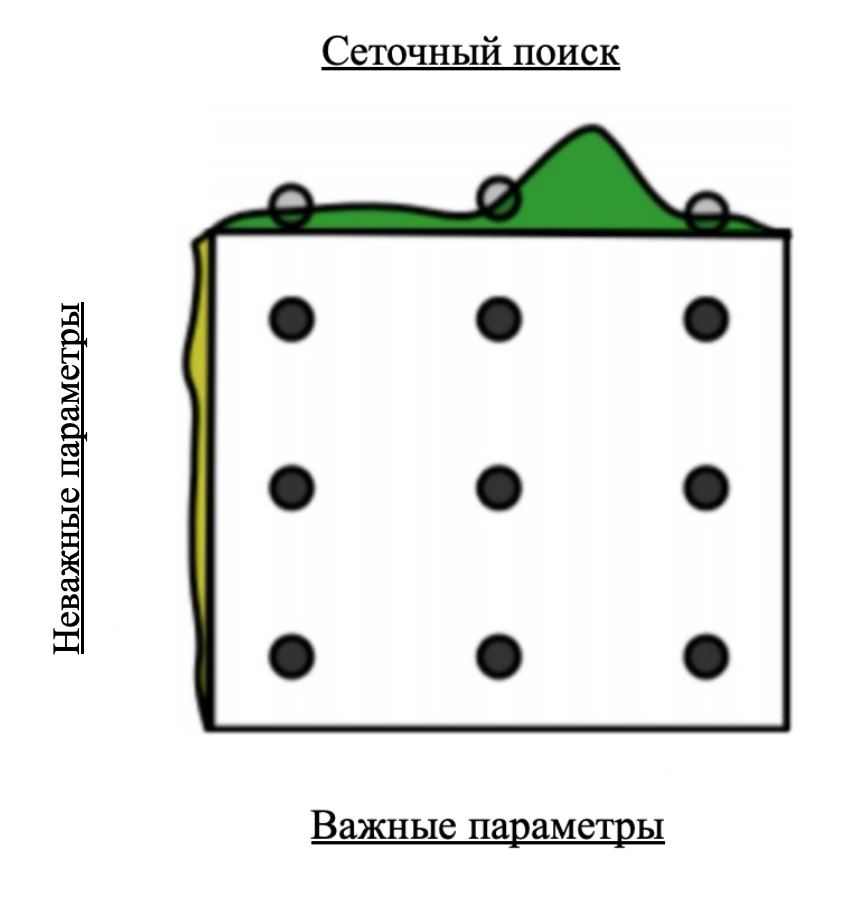 Сеточный поиск
Неважные параметры
Важные параметры